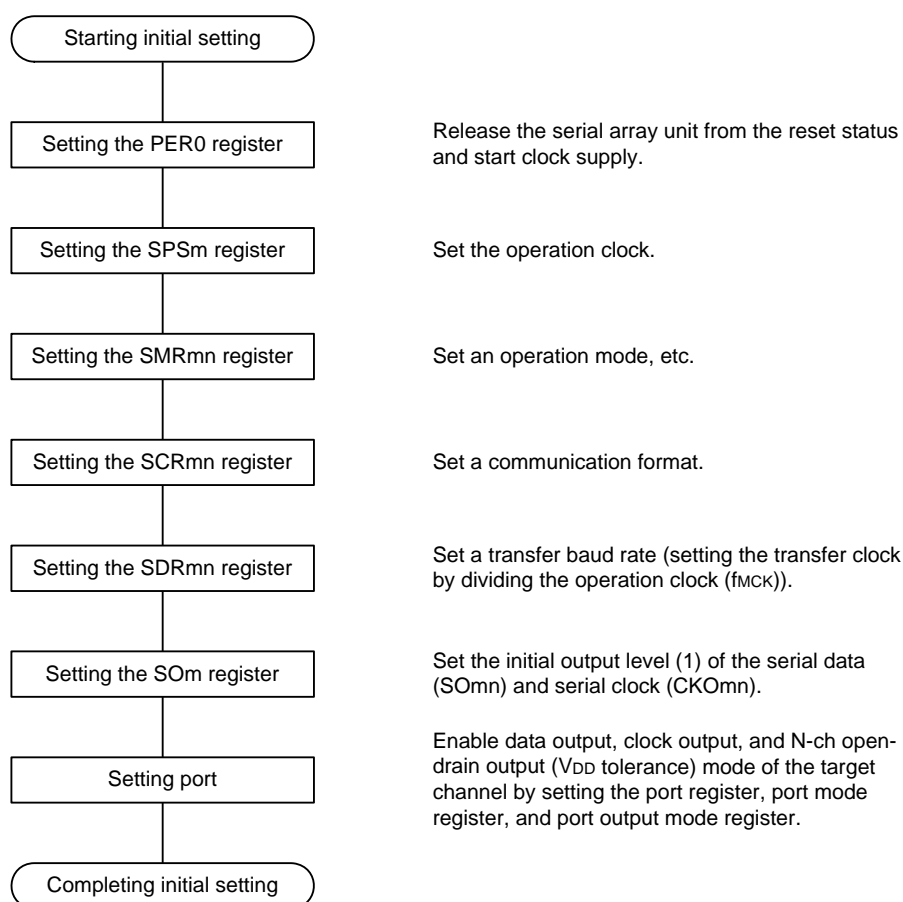 Starting initial setting
Setting the PER0 register
Release the serial array unit from the reset status
and start clock supply.
Setting the SPSm register
Set the operation clock.
Setting the SMRmn register
Set an operation mode, etc.
Setting the SCRmn register
Set a communication format.
Setting the SDRmn register
Set a transfer baud rate (setting the transfer clock
by dividing the operation clock (fMCK)).
Setting the SOm register
Set the initial output level (1) of the serial data
(SOmn) and serial clock (CKOmn).
Setting port
Enable data output, clock output, and N-ch open-
drain output (VDD tolerance) mode of the target
channel by setting the port register, port mode
register, and port output mode register.
Completing initial setting